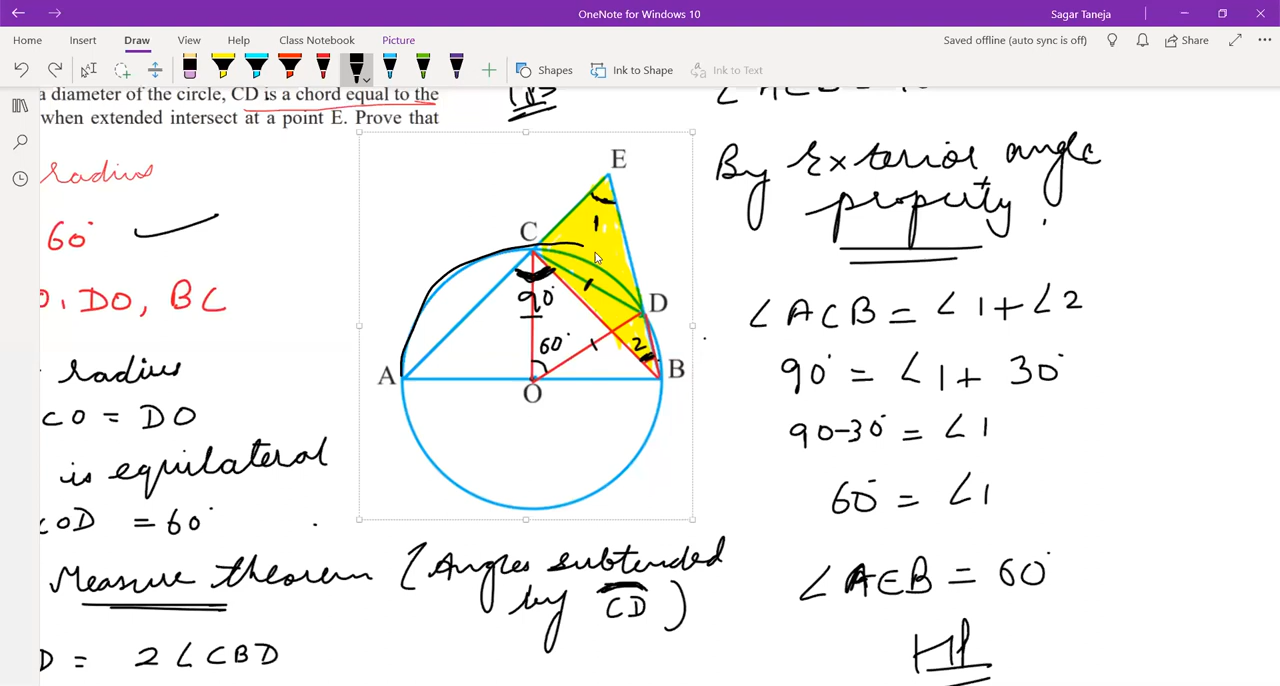 OneNote for Windows 10
Sagar Taneja
Home Insert Draw View Help Class Notebook Picture
Saved offline (auto sync is off) Share
Shapes Ink to Shape Ink to Text
a diameter of the circle, CD is a chord equal to the
when extended intersect at a point E. Prove that
radius
60°
DO, BC
radius
CO = DO
is equilateral
COD = 60°
Measure theorem [Angles subtended
by CD)
D = 2∠CBD
E
1
C
90°
D
60°
2
A
O
B
By Exterior angle
property
∠ACB = ∠1+∠2
90° = ∠1+ 30°
90-30° = ∠1
60° = ∠1
∠AEB = 60°
HP